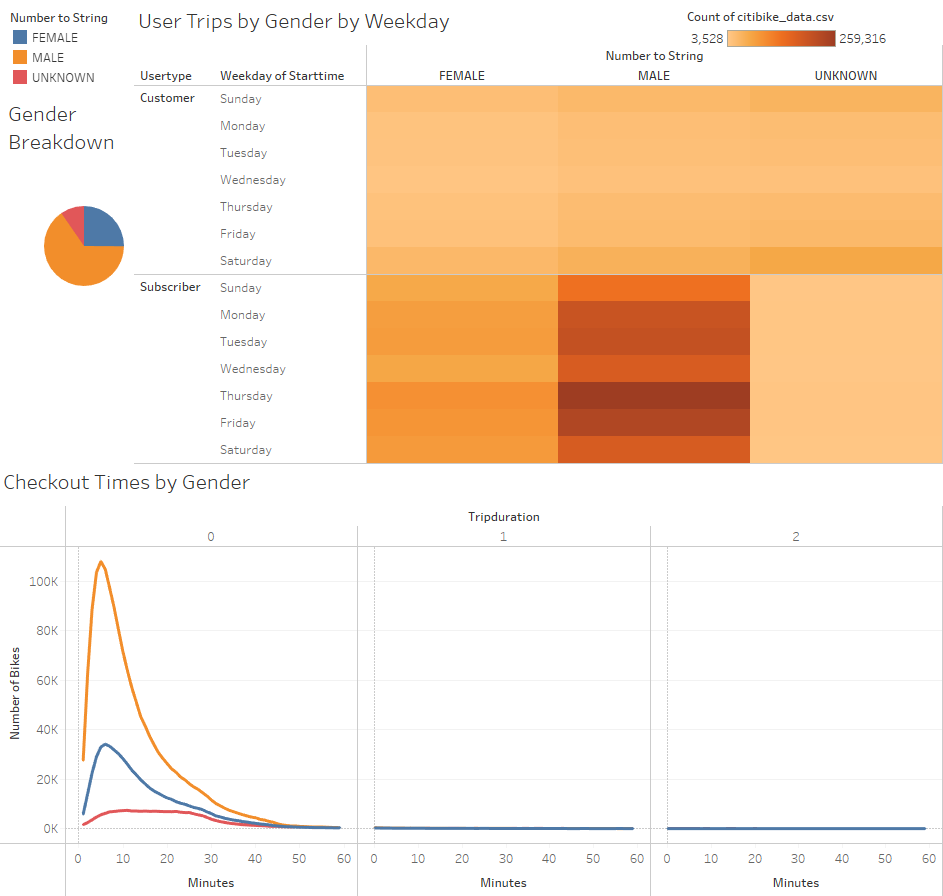 Number to String
FEMALE
MALE
UNKNOWN
Gender
Breakdown
User Trips by Gender by Weekday
Count of citibike_data.csv
3,528 259,316
Number to String
Usertype Weekday of Starttime FEMALE MALE UNKNOWN
Customer Sunday
Monday
Tuesday
Wednesday
Thursday
Friday
Saturday
Subscriber Sunday
Monday
Tuesday
Wednesday
Thursday
Friday
Saturday
Checkout Times by Gender
Tripduration
0 1 2
Number of Bikes
100K
80K
60K
40K
20K
0K
0 10 20 30 40 50 60 0 10 20 30 40 50 60 0 10 20 30 40 50 60
Minutes Minutes Minutes